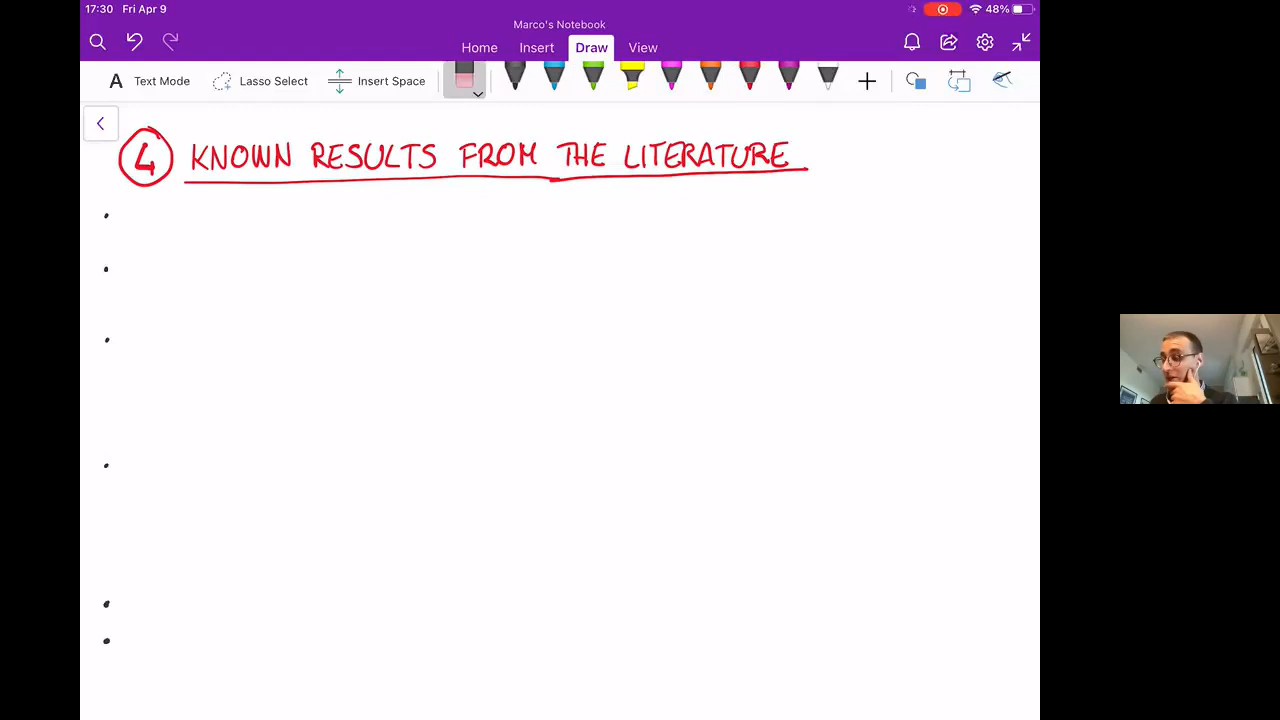 17:30 Fri Apr 9
48%
Marco's Notebook
Home Insert Draw View
A Text Mode Lasso Select Insert Space
4 KNOWN RESULTS FROM THE LITERATURE